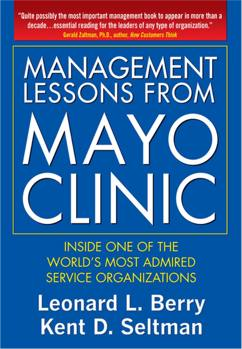 "Quite possibly the most important management book to appear in more than a
decade...essential reading for the leaders of any type of organization."
Gerald Zaltman, Ph.D., author, How Customers Think
MANAGEMENT
LESSONS FROM
MAYO
CLINIC
INSIDE ONE OF THE
WORLD'S MOST ADMIRED
SERVICE ORGANIZATIONS
Leonard L. Berry
Kent D. Seltman